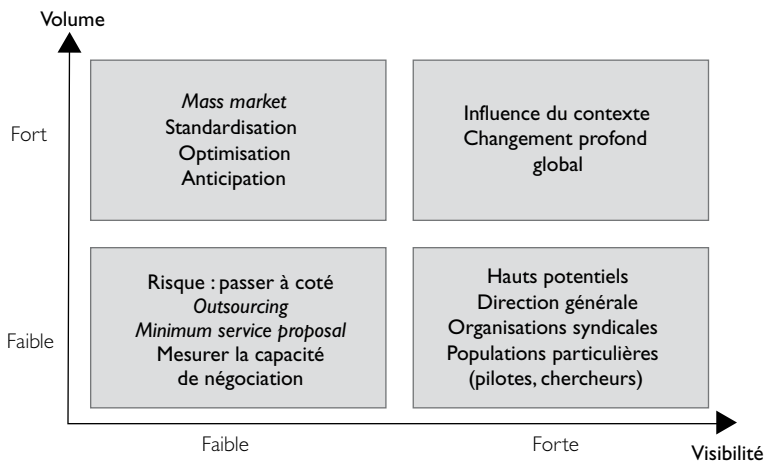 Volume
Fort
Mass market
Standardisation
Optimisation
Anticipation
Influence du contexte
Changement profond
global
Faible
Risque : passer à coté
Outsourcing
Minimum service proposal
Mesurer la capacité
de négociation
Hauts potentiels
Direction générale
Organisations syndicales
Populations particulières
(pilotes, chercheurs)
Faible
Forte
Visibilité